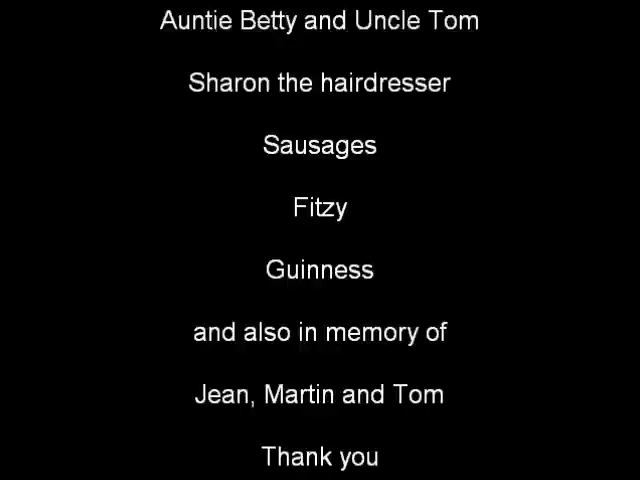 Auntie Betty and Uncle Tom
Sharon the hairdresser
Sausages
Fitzy
Guinness
and also in memory of
Jean, Martin and Tom
Thank you